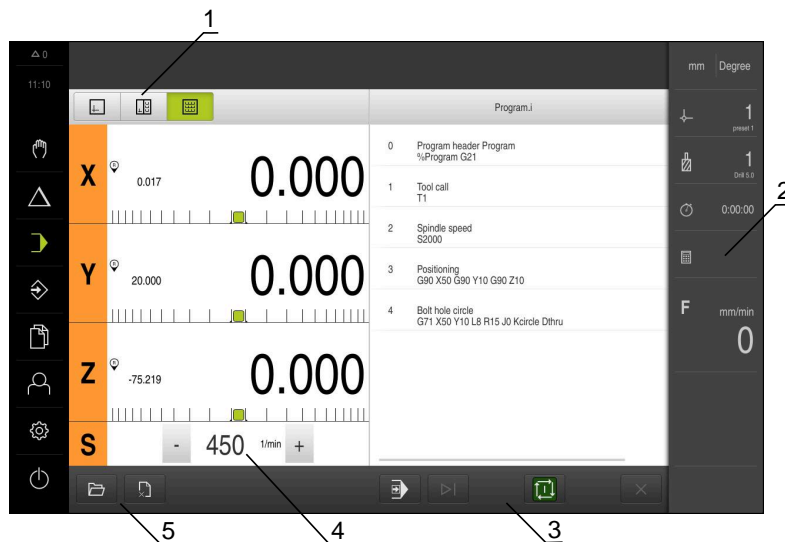 1
0
11:10
mm Degree
Program.i
1
preset 1
X
R
0.017
0.000
0 Program header Program
%Program G21
1
Drill 5.0
1 Tool call
T1
2
0:00:00
2 Spindle speed
S2000
Y
R
20.000
0.000
3 Positioning
G90 X50 G90 Y10 G90 Z10
F mm/min
0
4 Bolt hole circle
G71 X50 Y10 L8 R15 J0 Kcircle Dthru
Z
-75.219
0.000
S
- 450 1/min +
5
4
3